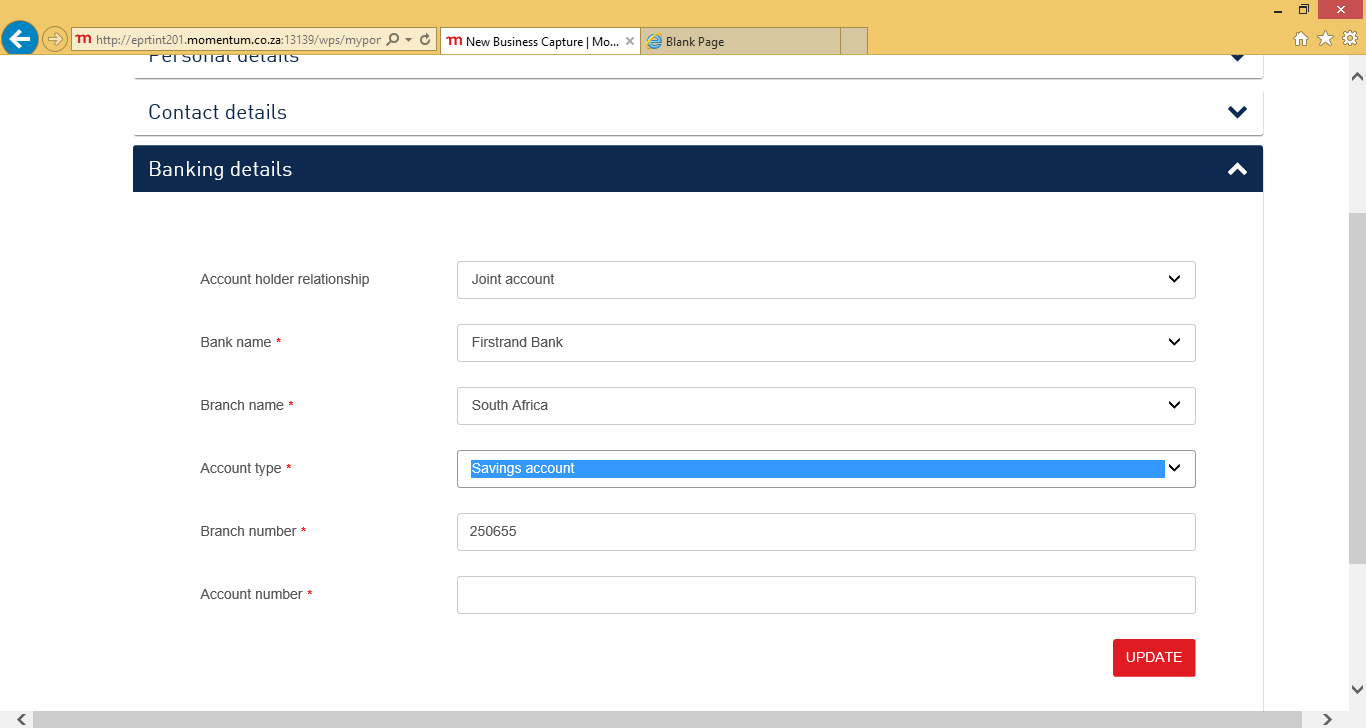 http://eprtint201.momentum.co.za:13139/wps/mypor
New Business Capture | Mo...
Blank Page
Personal details
Contact details
Banking details
Account holder relationship
Joint account
Bank name *
Firstrand Bank
Branch name *
South Africa
Account type *
Savings account
Branch number *
250655
Account number *
UPDATE